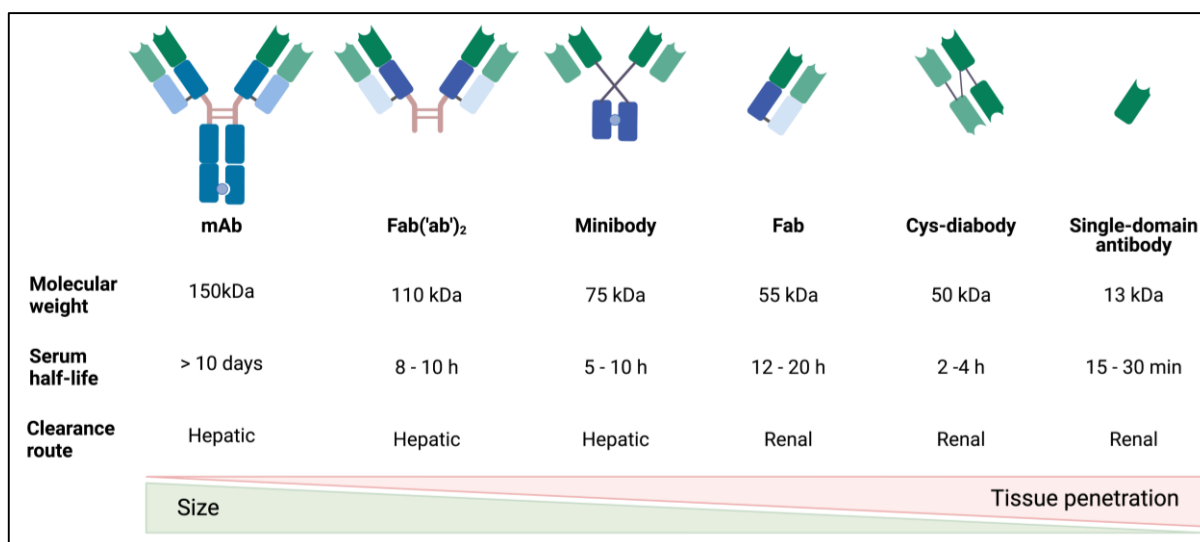 mAb Fab('ab')₂ Minibody Fab Cys-diabody Single-domain
antibody
Molecular
weight
150kDa 110 kDa 75 kDa 55 kDa 50 kDa 13 kDa
Serum
half-life
> 10 days 8 - 10 h 5 - 10 h 12 - 20 h 2 -4 h 15 - 30 min
Clearance
route
Hepatic Hepatic Hepatic Renal Renal Renal
Tissue penetration
Size